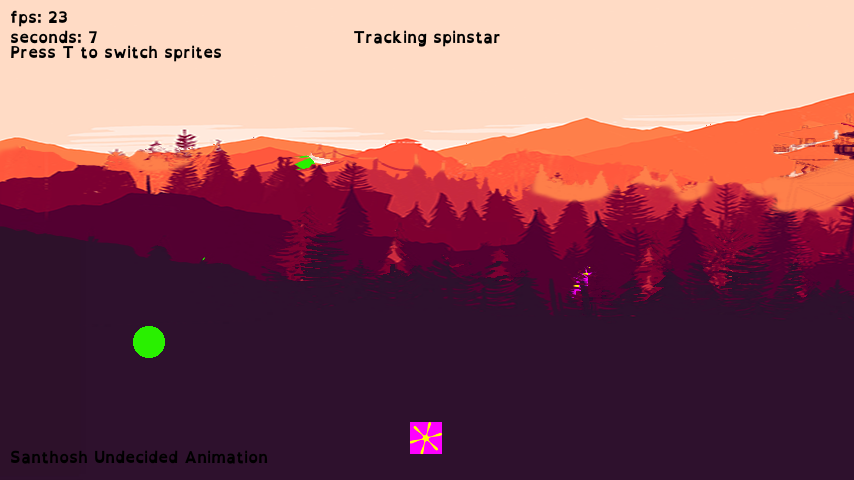 fps: 23
seconds: 7
Press T to switch sprites
Tracking spinstar
Santhosh Undecided Animation